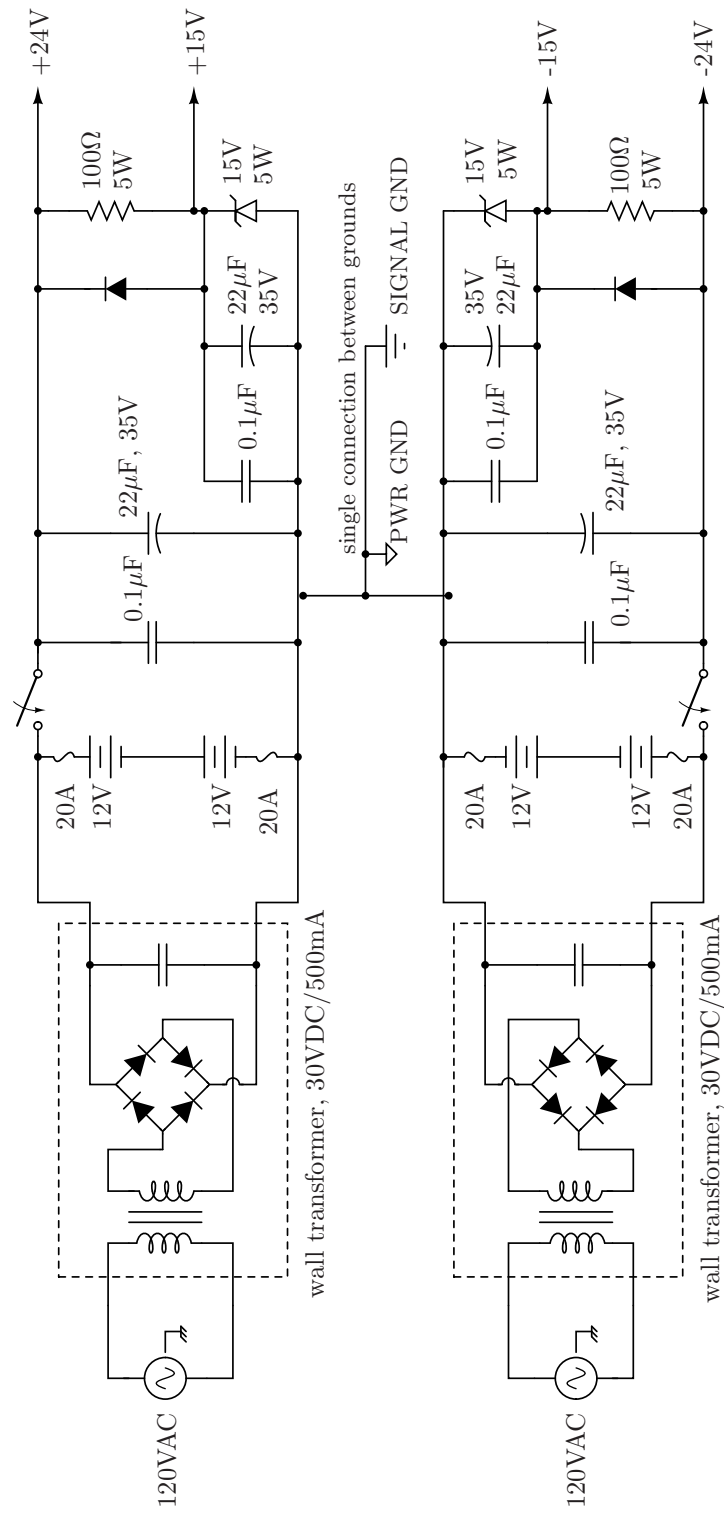 +24V
+15V
100Ω
5W
15V
5W
22μF
35V
0.1μF
22μF, 35V
0.1μF
20A
12V
12V
20A
wall transformer, 30VDC/500mA
120VAC
single connection between grounds
SIGNAL GND
PWR GND
-15V
-24V
15V
5W
100Ω
5W
35V
22μF
0.1μF
22μF, 35V
0.1μF
20A
12V
12V
20A
wall transformer, 30VDC/500mA
120VAC